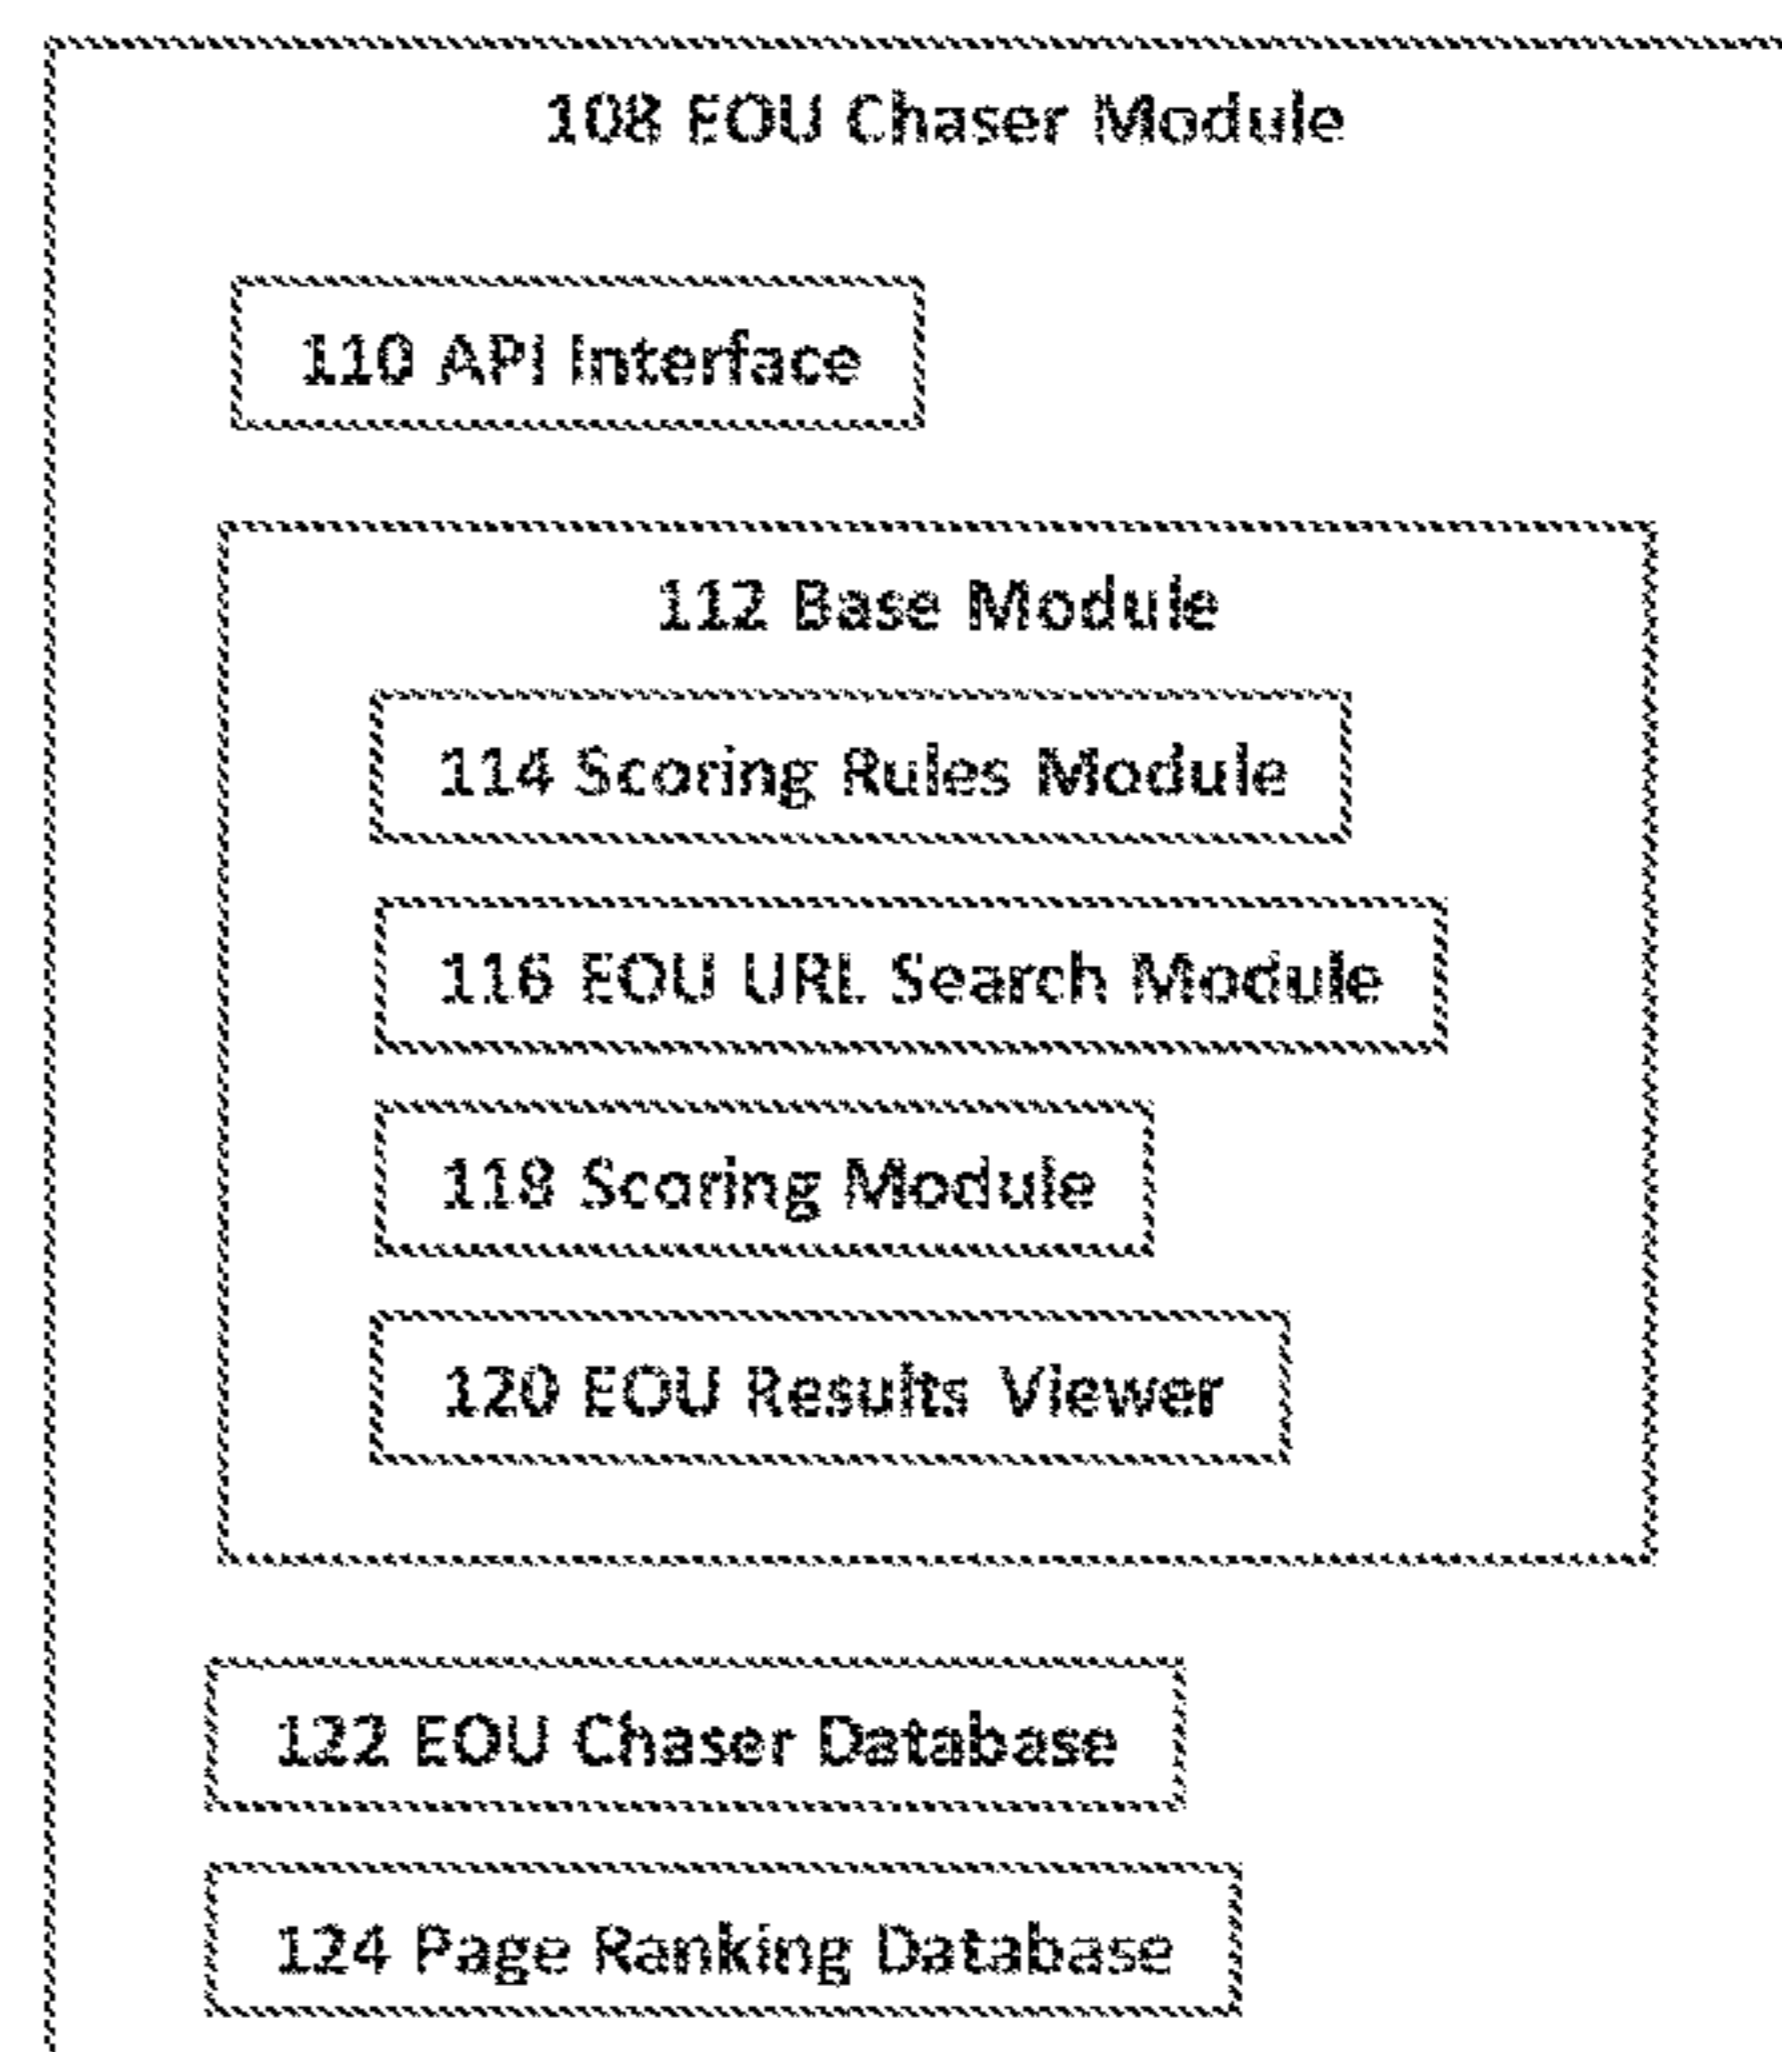 108 EOU Chaser Module
110 API Interface
112 Base Module
114 Scoring Rules Module
116 EOU URL Search Module
118 Scoring Module
120 EOU Results Viewer
122 EOU Chaser Database
124 Page Ranking Database